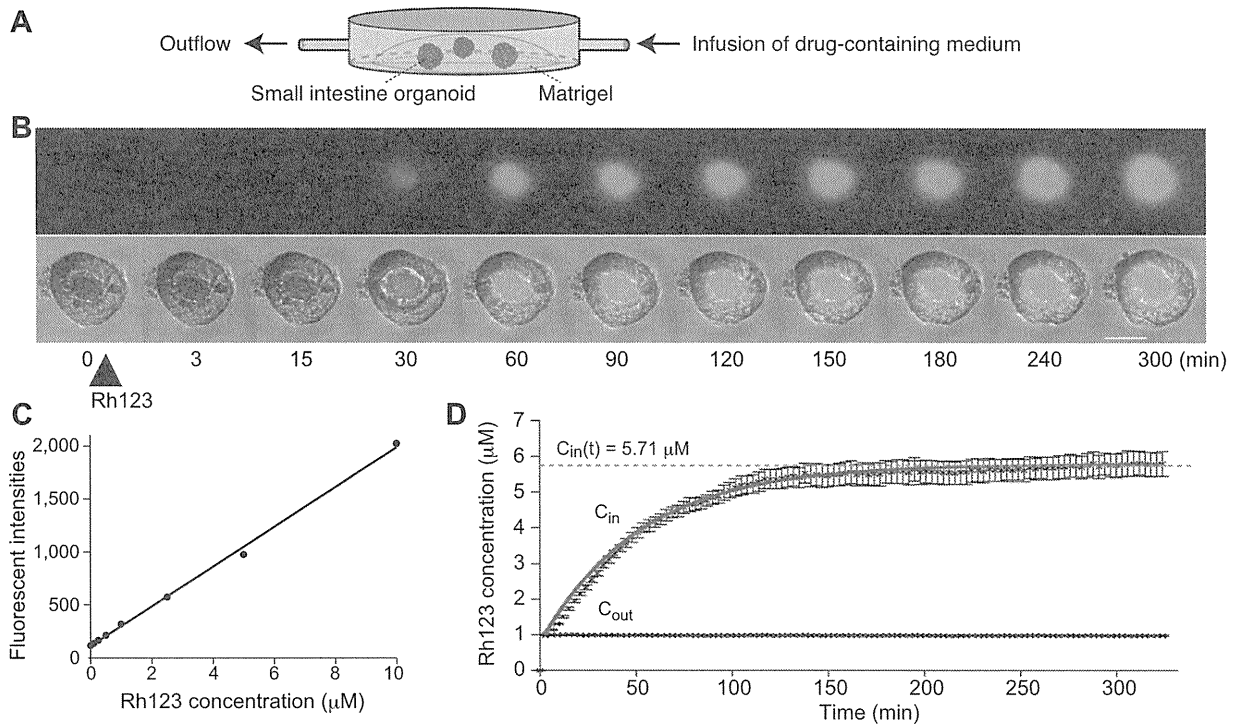 A
Outflow
Infusion of drug-containing medium
Small intestine organoid
Matrigel
B
0 3 15 30 60 90 120 150 180 240 300 (min)
Rh123
C
Fluorescent intensities
2,000
1,500
1,000
500
0
0 2 4 6 8 10
Rh123 concentration (μM)
D
Rh123 concentration (μM)
7
6
5
4
3
2
1
0
Cin(t) = 5.71 μM
Cin
Cout
0 50 100 150 200 250 300
Time (min)